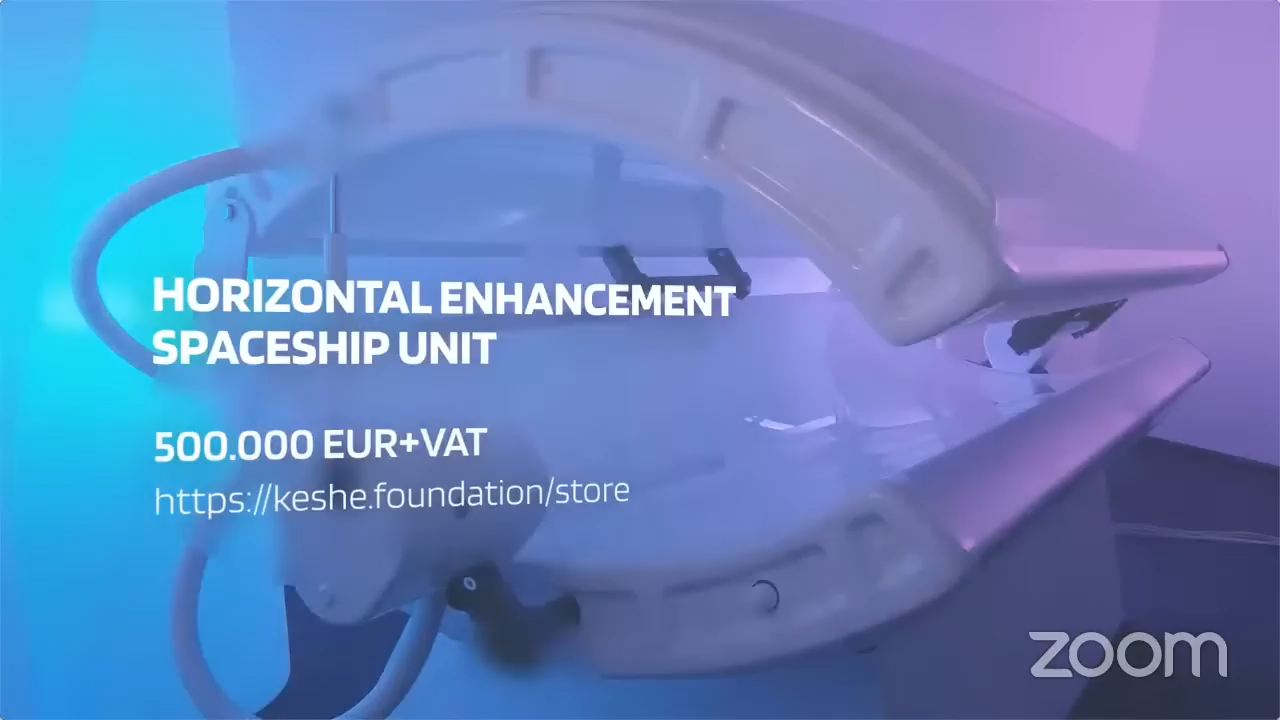 HORIZONTAL ENHANCEMENT
SPACESHIP UNIT
500.000 EUR+VAT
https://keshe.foundation/store
zoom